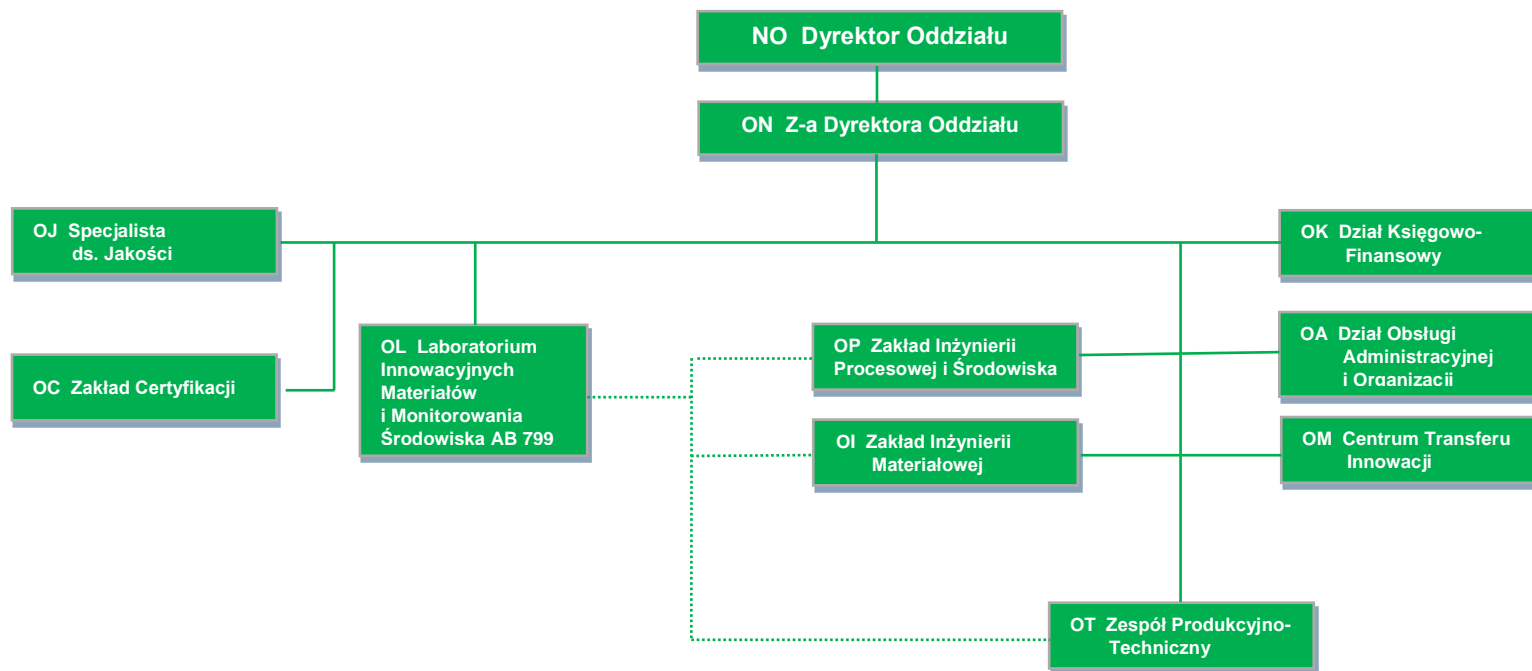 NO Dyrektor Oddziału
ON Z-a Dyrektora Oddziału
OJ Specjalista
ds. Jakości
OK Dział Księgowo-
Finansowy
OC Zakład Certyfikacji
OL Laboratorium
Innowacyjnych
Materiałów
i Monitorowania
Środowiska AB 799
OP Zakład Inżynierii
Procesowej i Środowiska
OA Dział Obsługi
Administracyjnej
i Organizacji
OI Zakład Inżynierii
Materiałowej
OM Centrum Transferu
Innowacji
OT Zespół Produkcyjno-
Techniczny